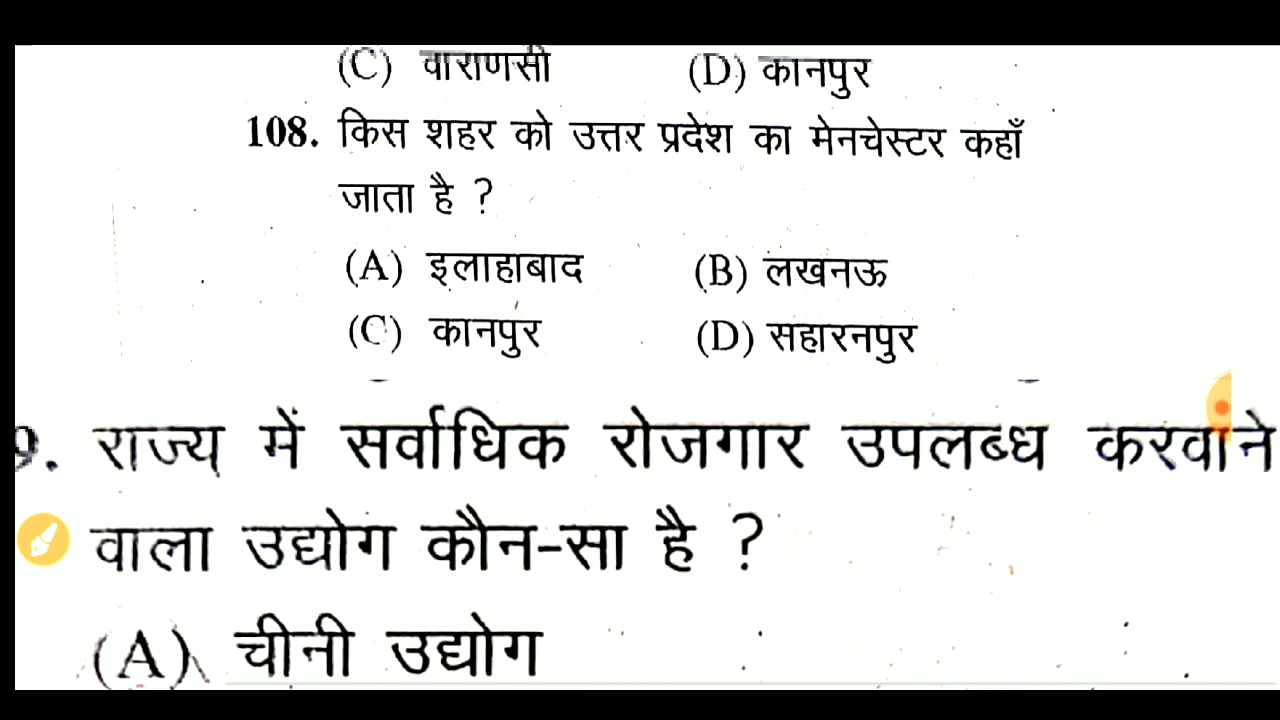 (C) वाराणसी (D) कानपुर
108. किस शहर को उत्तर प्रदेश का मेनचेस्टर कहाँ
जाता है ?
(A) इलाहाबाद (B) लखनऊ
(C) कानपुर (D) सहारनपुर
9. राज्य में सर्वाधिक रोजगार उपलब्ध करवाने
वाला उद्योग कौन-सा है ?
(A) चीनी उद्योग